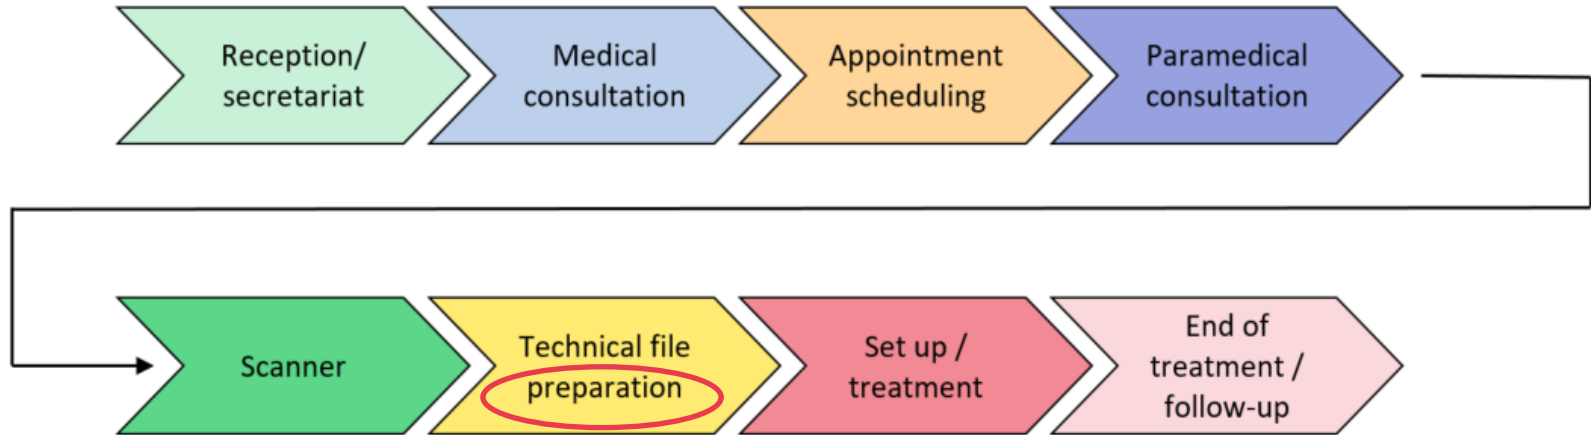 Reception/
secretariat
Medical
consultation
Appointment
scheduling
Paramedical
consultation
Scanner
Technical file
preparation
Set up /
treatment
End of
treatment /
follow-up